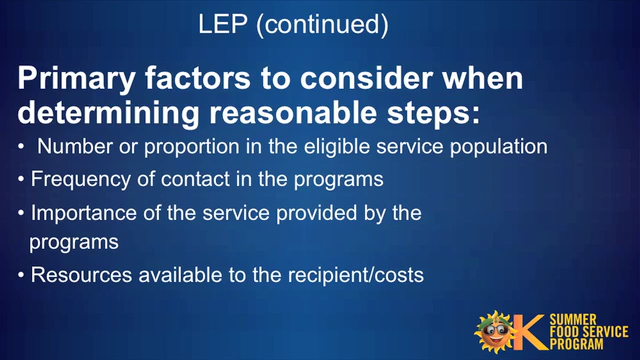 LEP (continued)
Primary factors to consider when
determining reasonable steps:
• Number or proportion in the eligible service population
• Frequency of contact in the programs
• Importance of the service provided by the
programs
• Resources available to the recipient/costs
OK SUMMER
FOOD SERVICE
PROGRAM